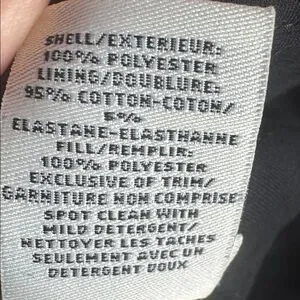 SHELL/EXTERIEUR:
100% POLYESTER
LINING/DOUBLURE:
95% COTTON-COTON/
5%
ELASTANE-ELASTHANNE
FILL/REMPLIR:
100% POLYESTER
EXCLUSIVE OF TRIM/
GARNITURE NON COMPRISE
SPOT CLEAN WITH
MILD DETERGENT/
NETTOYER LES TACHES
SEULEMENT AVEC UN
DETERGENT DOUX